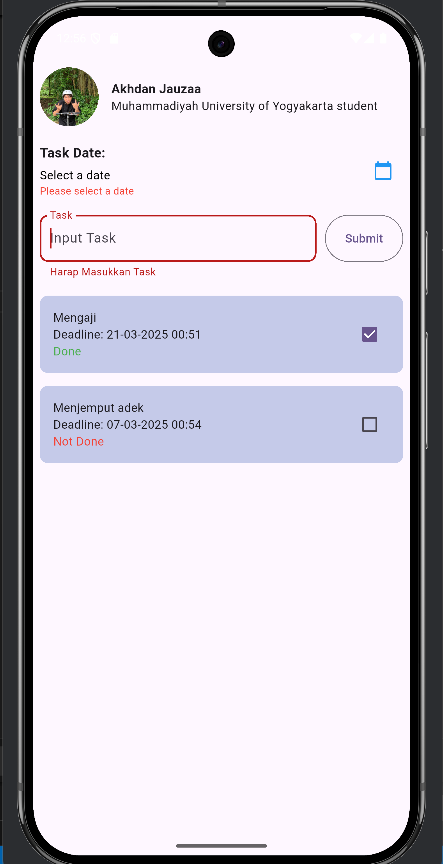 Akhdan Jauzaa
Muhammadiyah University of Yogyakarta student
Task Date:
Select a date
Please select a date
Task
Input Task
Submit
Harap Masukkan Task
Mengaji
Deadline: 21-03-2025 00:51
Done
Menjemput adek
Deadline: 07-03-2025 00:54
Not Done